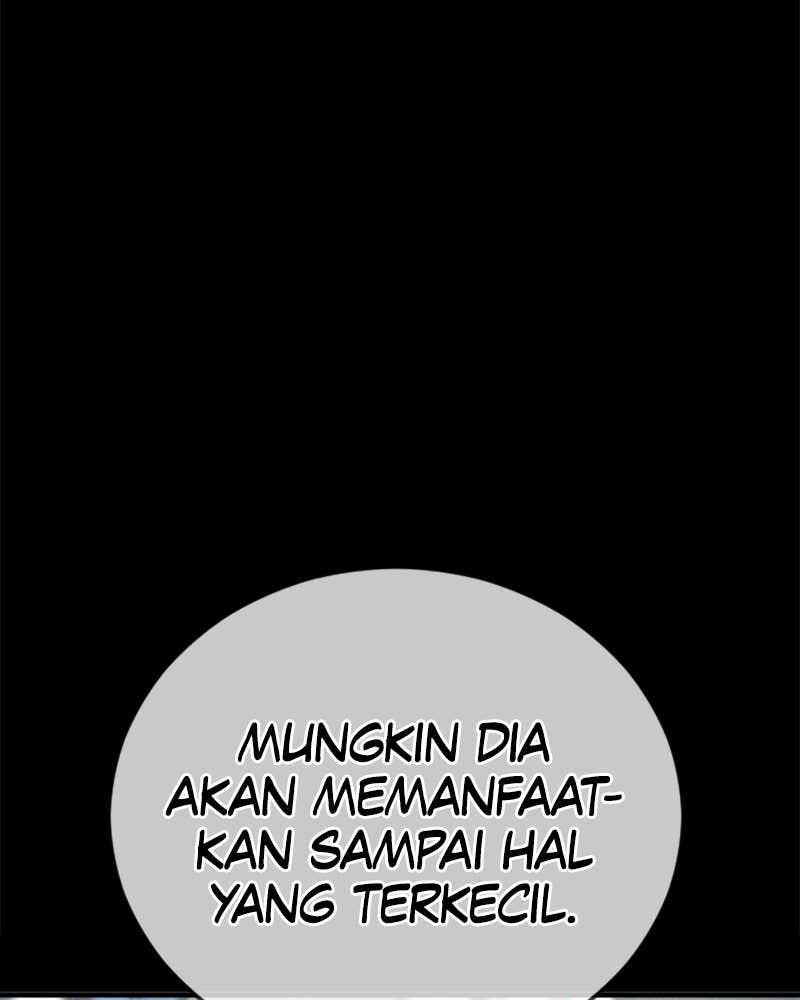 MUNGKIN DIA
AKAN MEMANFAAT-
KAN SAMPAI HAL
YANG TERKECIL.